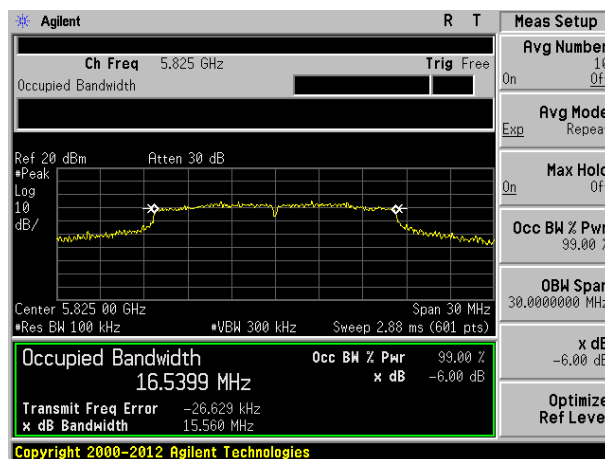 Agilent R T
Meas Setup
Ch Freq 5.825 GHz Trig Free
Occupied Bandwidth
Ref 20 dBm Atten 30 dB
#Peak
Log
10
dB/
Center 5.825 00 GHz Span 30 MHz
#Res BW 100 kHz #VBW 300 kHz Sweep 2.88 ms (601 pts)
Occupied Bandwidth
16.5399 MHz
Occ BW % Pwr 99.00 %
x dB -6.00 dB
Transmit Freq Error -26.629 kHz
x dB Bandwidth 15.560 MHz
Copyright 2000-2012 Agilent Technologies
Avg Number
10
On Of
Avg Mode
Exp Repea
Max Hold
On Of
Occ BW % Pwr
99.00 %
OBW Span
30.0000000 MHz
x dB
-6.00 dB
Optimize
Ref Leve